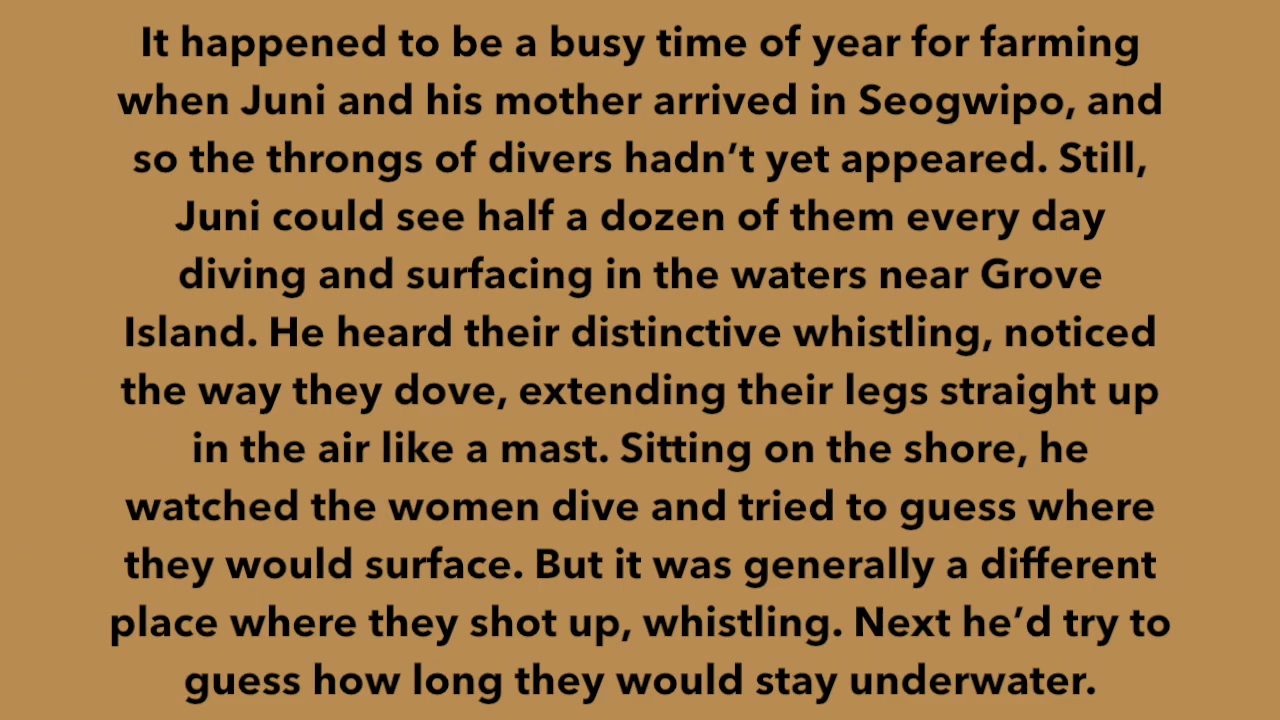 It happened to be a busy time of year for farming
when Juni and his mother arrived in Seogwipo, and
so the throngs of divers hadn’t yet appeared. Still,
Juni could see half a dozen of them every day
diving and surfacing in the waters near Grove
Island. He heard their distinctive whistling, noticed
the way they dove, extending their legs straight up
in the air like a mast. Sitting on the shore, he
watched the women dive and tried to guess where
they would surface. But it was generally a different
place where they shot up, whistling. Next he’d try to
guess how long they would stay underwater.